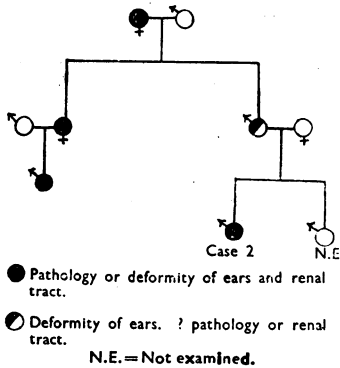 Case 2
N.E
Pathology or deformity of ears and renal
tract.
Deformity of ears. ? pathology or renal
tract.
N.E.=Not examined.